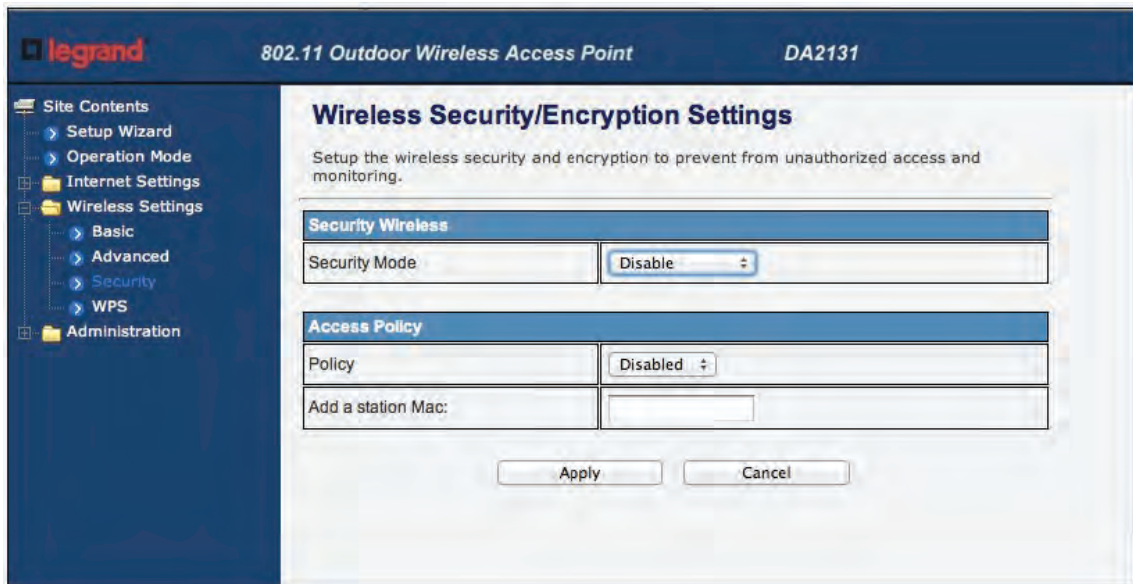 legrand
802.11 Outdoor Wireless Access Point
DA2131
Site Contents
Setup Wizard
Operation Mode
Internet Settings
Wireless Settings
Basic
Advanced
Security
WPS
Administration
Wireless Security/Encryption Settings
Setup the wireless security and encryption to prevent from unauthorized access and
monitoring.
Security Wireless
Security Mode
Disable
Access Policy
Policy
Disabled
Add a station Mac:
Apply
Cancel